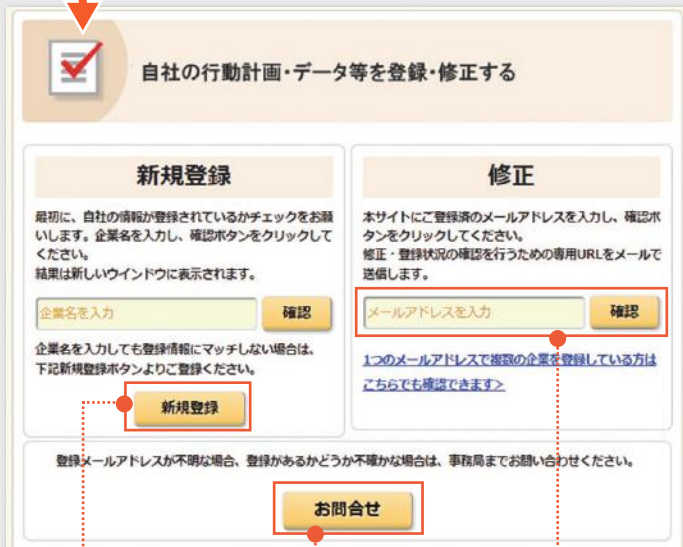 自社の行動計画・データ等を登録・修正する
新規登録
最初に、自社の情報が登録されているかチェックをお願
いします。企業名を入力し、確認ボタンをクリックして
ください。
結果は新しいウインドウに表示されます。
企業名を入力
確認
企業名を入力しても登録情報にマッチしない場合は、
下記新規登録ボタンよりご登録ください。
新規登録
修正
本サイトにご登録済のメールアドレスを入力し、確認ボ
タンをクリックしてください。
修正・登録状況の確認を行うための専用URLをメールで
送信します。
メールアドレスを入力
確認
1つのメールアドレスで複数の企業を登録している方は
こちらでも確認できます>
登録メールアドレスが不明な場合、登録があるかどうか不確かな場合は、事務局までお問い合わせください。
お問合せ